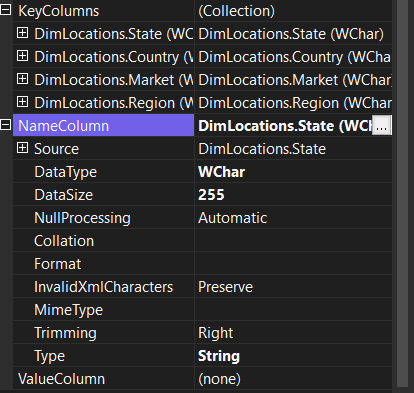 KeyColumns (Collection)
DimLocations.State (WC DimLocations.State (WChar)
DimLocations.Country (W DimLocations.Country (WChar)
DimLocations.Market (W DimLocations.Market (WChar)
DimLocations.Region (W DimLocations.Region (WChar)
NameColumn DimLocations.State (WCh ...
Source DimLocations.State
DataType WChar
DataSize 255
NullProcessing Automatic
Collation
Format
InvalidXmlCharacters Preserve
MimeType
Trimming Right
Type String
ValueColumn (none)